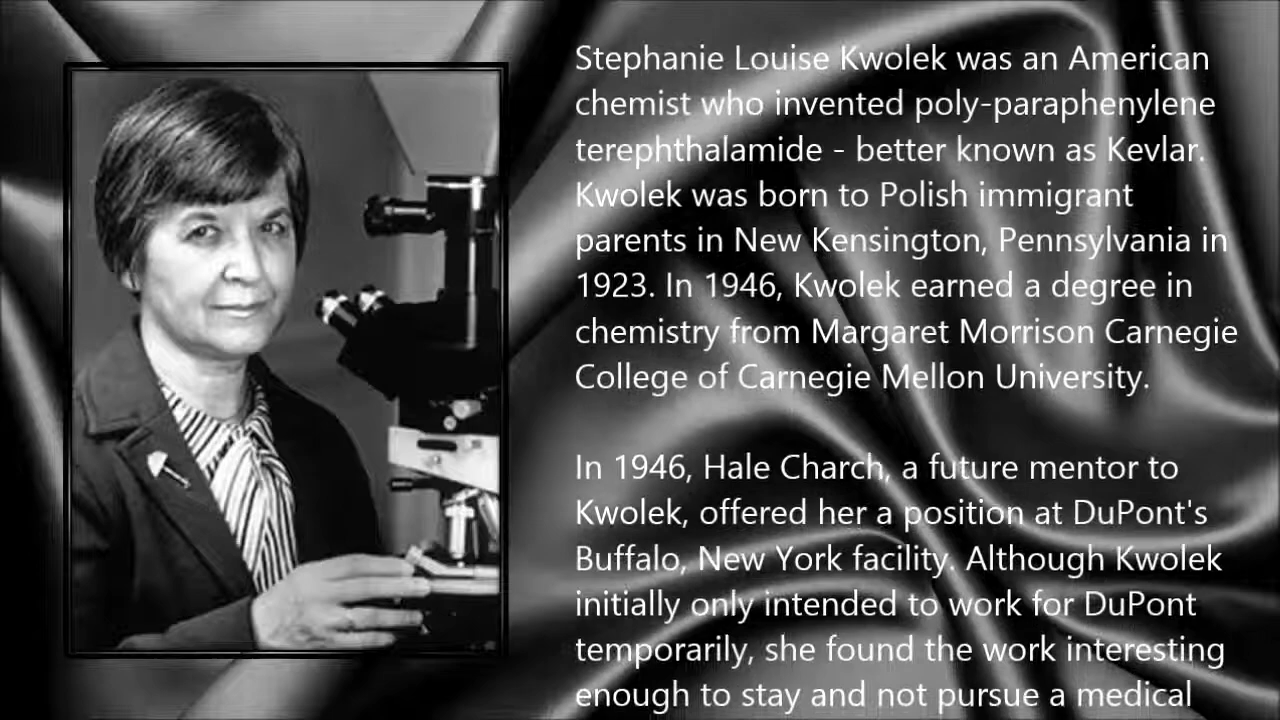 Stephanie Louise Kwolek was an American
chemist who invented poly-paraphenylene
terephthalamide - better known as Kevlar.
Kwolek was born to Polish immigrant
parents in New Kensington, Pennsylvania in
1923. In 1946, Kwolek earned a degree in
chemistry from Margaret Morrison Carnegie
College of Carnegie Mellon University.
In 1946, Hale Charch, a future mentor to
Kwolek, offered her a position at DuPont's
Buffalo, New York facility. Although Kwolek
initially only intended to work for DuPont
temporarily, she found the work interesting
enough to stay and not pursue a medical